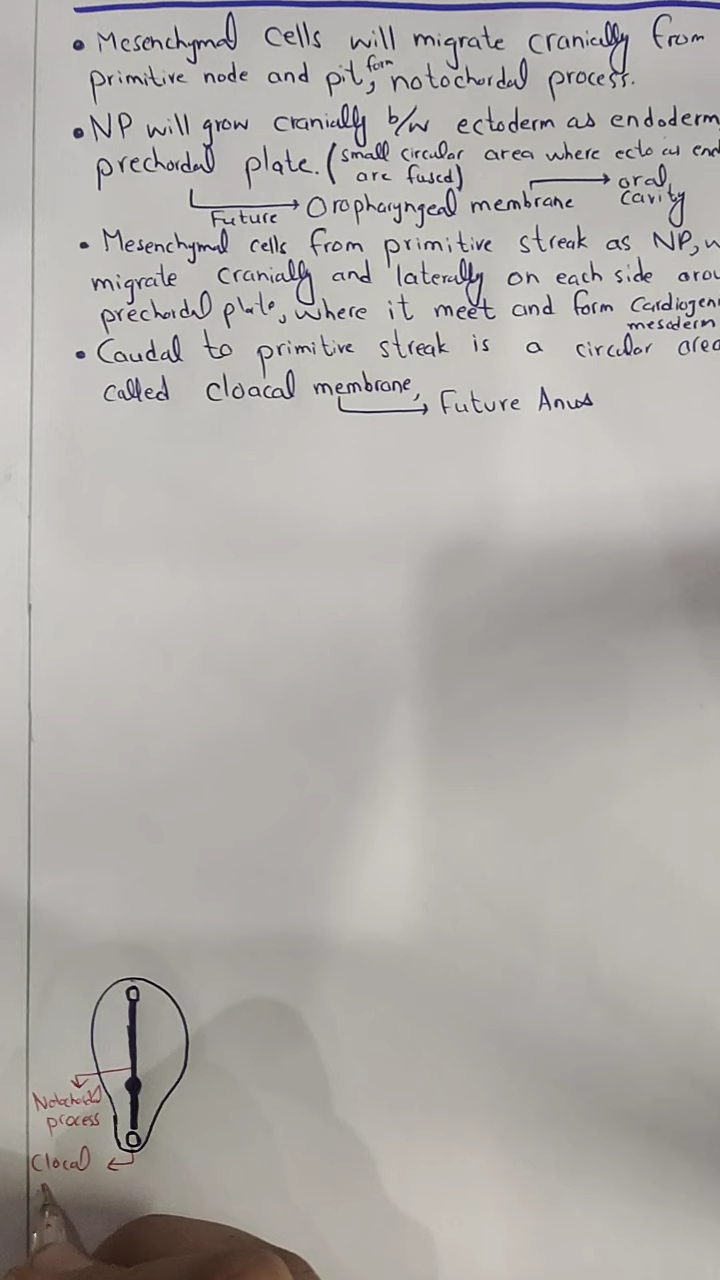 • Mesenchymal cells will migrate cranially from
primitive node and pit, form notochordal process.
• NP will grow cranially b/w ectoderm as endoderm
prechordal plate. (small circular area where ecto as end
are fused)
oral
cavity
Future Oropharyngeal membrane
• Mesenchymal cells from primitive streak as NP, w
migrate cranially and laterally on each side arou
prechordal plate, where it meet and form Cardiogen
mesoderm
• Caudal to primitive streak is a circular area
called cloacal membrane,
Future Anus
Notochordal
process
Clocal